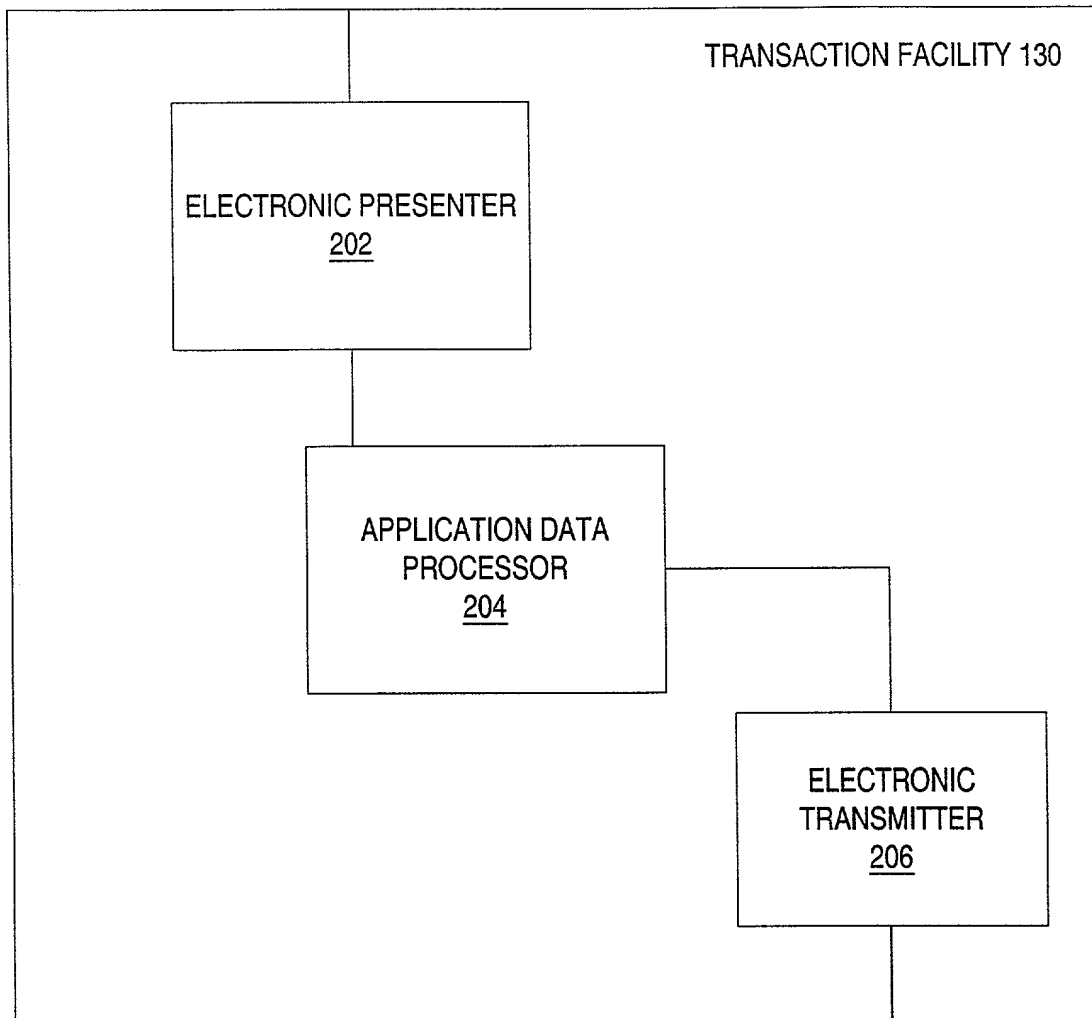 TRANSACTION FACILITY 130
ELECTRONIC PRESENTER
202
APPLICATION DATA
PROCESSOR
204
ELECTRONIC
TRANSMITTER
206